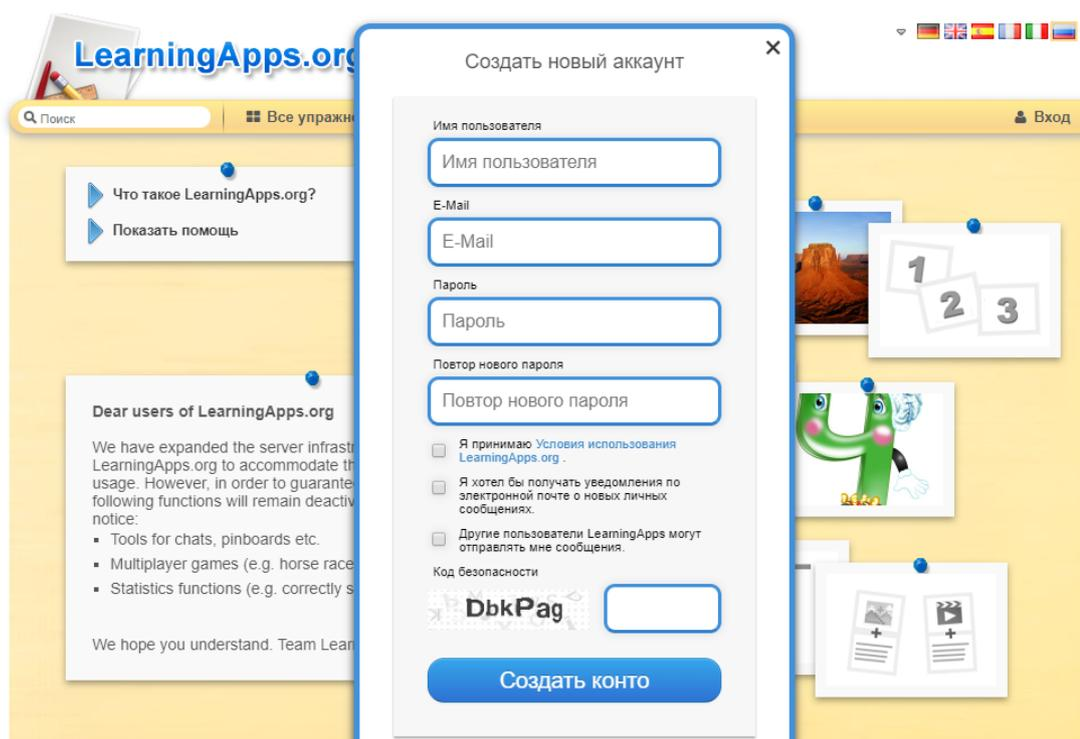 LearningApps.org
Поиск
Все упражне
Вход
Что такое LearningApps.org?
Показать помощь
Dear users of LearningApps.org
We have expanded the server infrastr
LearningApps.org to accommodate th
usage. However, in order to guarante
following functions will remain deactiv
notice:
Tools for chats, pinboards etc.
Multiplayer games (e.g. horse race
Statistics functions (e.g. correctly s
We hope you understand. Team Lear
Создать новый аккаунт
Имя пользователя
Имя пользователя
E-Mail
E-Mail
Пароль
Пароль
Повтор нового пароля
Повтор нового пароля
Я принимаю Условия использования
LearningApps.org .
Я хотел бы получать уведомления по
электронной почте о новых личных
сообщениях.
Другие пользователи LearningApps могут
отправлять мне сообщения.
Код безопасности
DbkPag
Создать конто
1
2
3